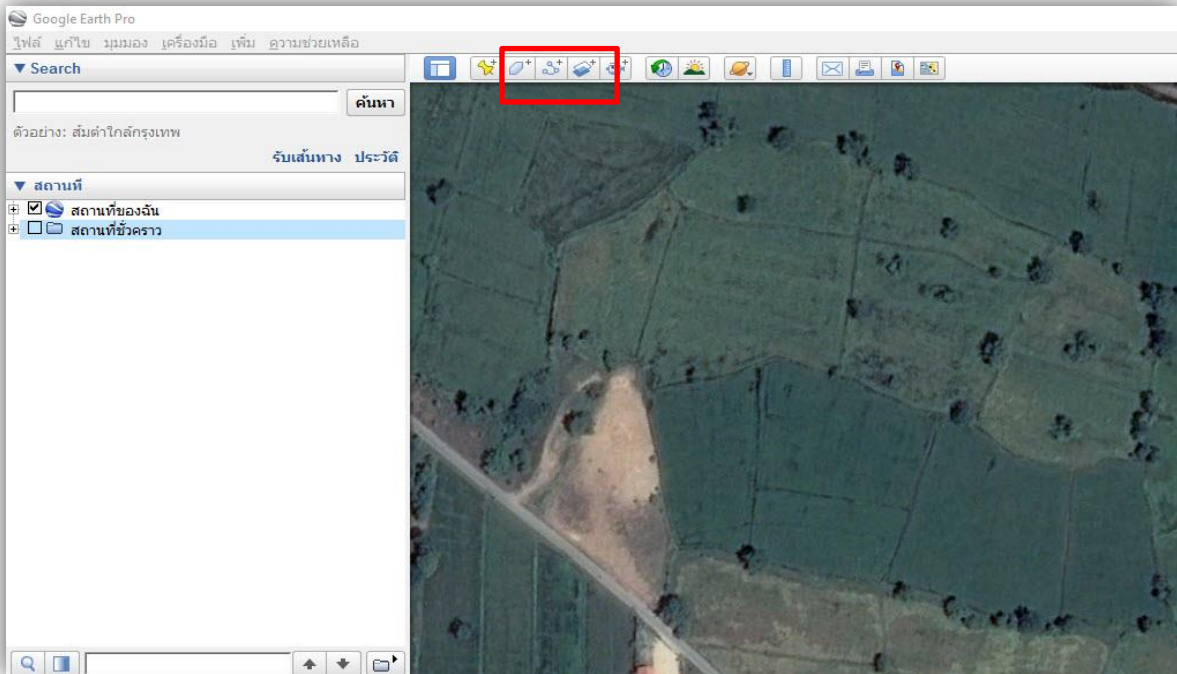 Google Earth Pro
ไฟล์ แก้ไข มุมมอง เครื่องมือ เพิ่ม ความช่วยเหลือ
▼ Search
ค้นหา
ตัวอย่าง: ส้มตำใกล้กรุงเทพ
รับเส้นทาง ประวัติ
▼ สถานที่
สถานที่ของฉัน
สถานที่ชั่วคราว